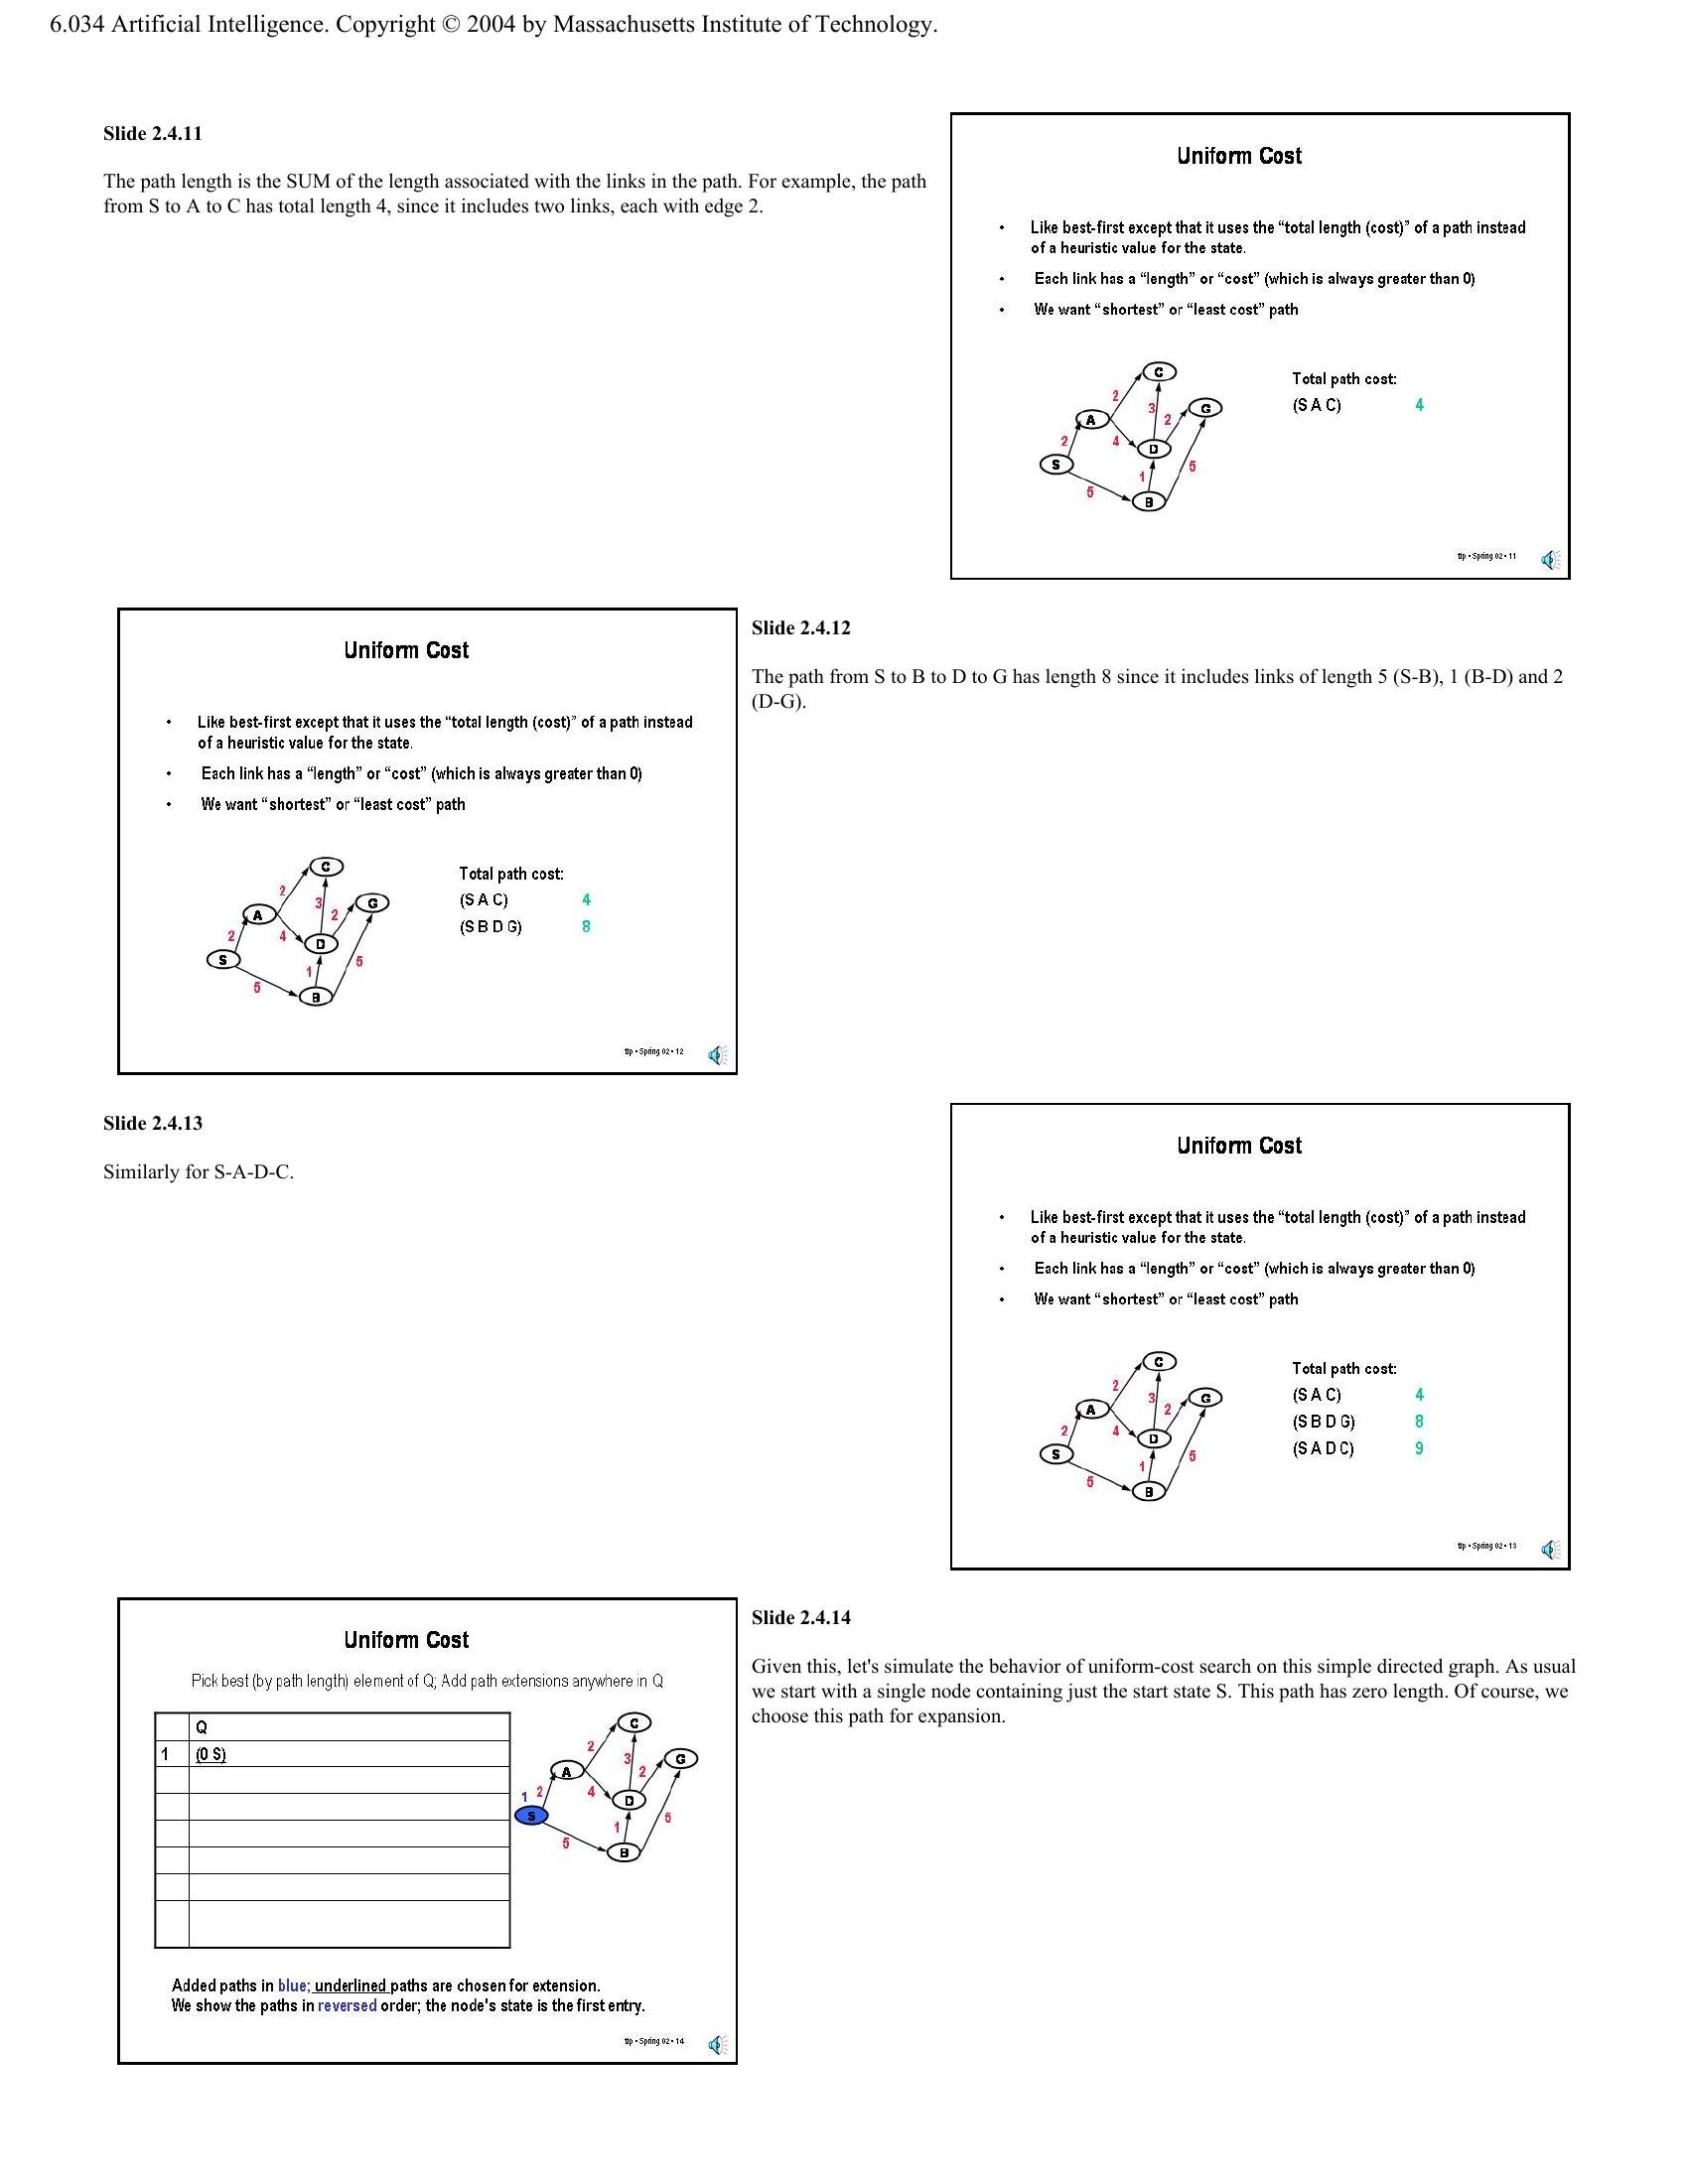 6.034 Artificial Intelligence. Copyright © 2004 by Massachusetts Institute of Technology.
Slide 2.4.11
The path length is the SUM of the length associated with the links in the path. For example, the path
from S to A to C has total length 4, since it includes two links, each with edge 2.
Uniform Cost
• Like best-first except that it uses the “total length (cost)” of a path instead
of a heuristic value for the state.
• Each link has a “length” or “cost” (which is always greater than 0)
• We want “shortest” or “least cost” path
C
2
3
G
A
2
4
D
2
S
5
1
5
B
Total path cost:
(S A C) 4
tlp • Spring 02 • 11
Uniform Cost
• Like best-first except that it uses the “total length (cost)” of a path instead
of a heuristic value for the state.
• Each link has a “length” or “cost” (which is always greater than 0)
• We want “shortest” or “least cost” path
C
2
3
G
A
2
4
D
2
S
5
1
5
B
Total path cost:
(S A C) 4
(S B D G) 8
tlp • Spring 02 • 12
Slide 2.4.12
The path from S to B to D to G has length 8 since it includes links of length 5 (S-B), 1 (B-D) and 2
(D-G).
Slide 2.4.13
Similarly for S-A-D-C.
Uniform Cost
• Like best-first except that it uses the “total length (cost)” of a path instead
of a heuristic value for the state.
• Each link has a “length” or “cost” (which is always greater than 0)
• We want “shortest” or “least cost” path
C
2
3
G
A
2
4
D
2
S
5
1
5
B
Total path cost:
(S A C) 4
(S B D G) 8
(S A D C) 9
tlp • Spring 02 • 13
Uniform Cost
Pick best (by path length) element of Q; Add path extensions anywhere in Q
Q
1 (0 S)
C
2
3
G
A
2
4
D
1 2
S
5
1
5
B
Added paths in blue; underlined paths are chosen for extension.
We show the paths in reversed order; the node's state is the first entry.
tlp • Spring 02 • 14
Slide 2.4.14
Given this, let's simulate the behavior of uniform-cost search on this simple directed graph. As usual
we start with a single node containing just the start state S. This path has zero length. Of course, we
choose this path for expansion.